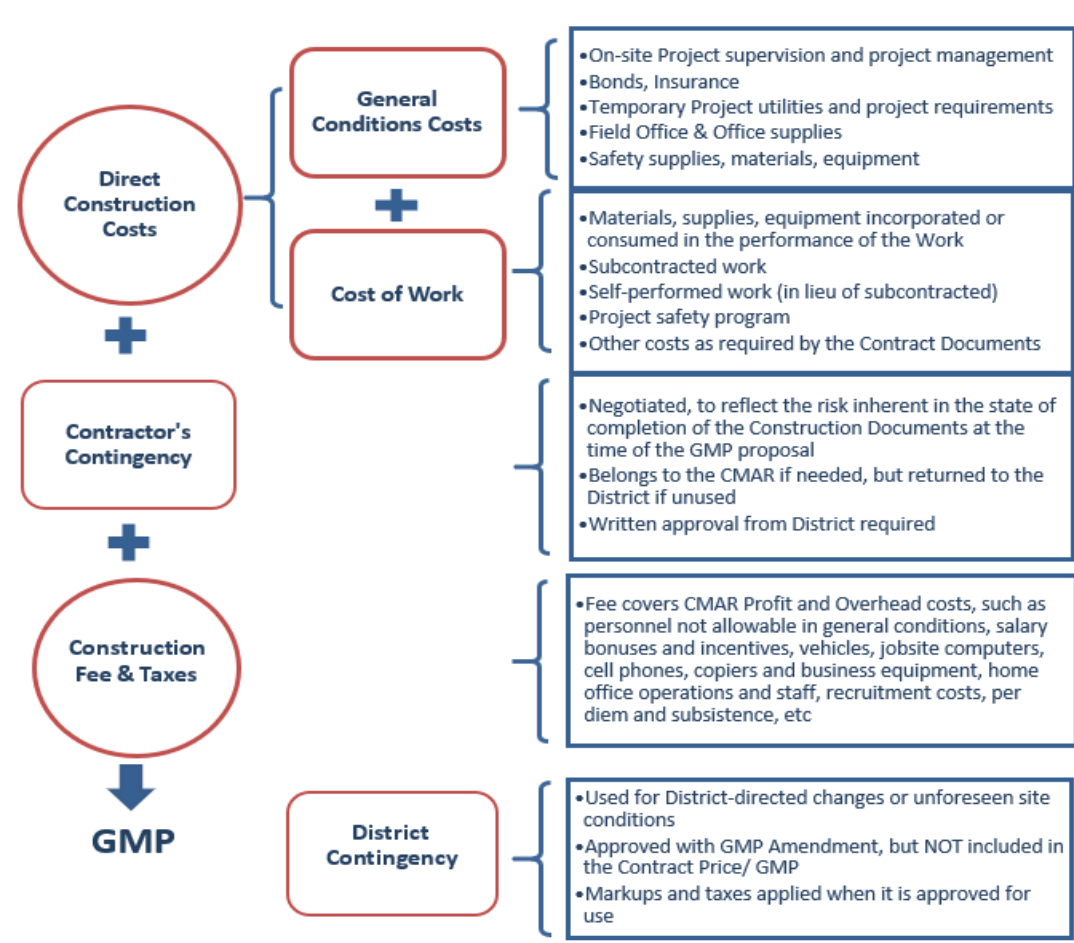 Direct
Construction
Costs
General
Conditions Costs
•On-site Project supervision and project management
•Bonds, Insurance
•Temporary Project utilities and project requirements
•Field Office & Office supplies
•Safety supplies, materials, equipment
Cost of Work
•Materials, supplies, equipment incorporated or
consumed in the performance of the Work
•Subcontracted work
•Self-performed work (in lieu of subcontracted)
•Project safety program
•Other costs as required by the Contract Documents
Contractor's
Contingency
•Negotiated, to reflect the risk inherent in the state of
completion of the Construction Documents at the
time of the GMP proposal
•Belongs to the CMAR if needed, but returned to the
District if unused
•Written approval from District required
Construction
Fee & Taxes
•Fee covers CMAR Profit and Overhead costs, such as
personnel not allowable in general conditions, salary
bonuses and incentives, vehicles, jobsite computers,
cell phones, copiers and business equipment, home
office operations and staff, recruitment costs, per
diem and subsistence, etc
GMP
District
Contingency
•Used for District-directed changes or unforeseen site
conditions
•Approved with GMP Amendment, but NOT included in
the Contract Price/ GMP
•Markups and taxes applied when it is approved for
use